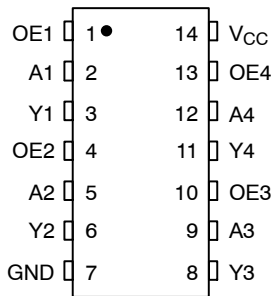 OE1 1 14 VCC
A1 2 13 OE4
Y1 3 12 A4
OE2 4 11 Y4
A2 5 10 OE3
Y2 6 9 A3
GND 7 8 Y3